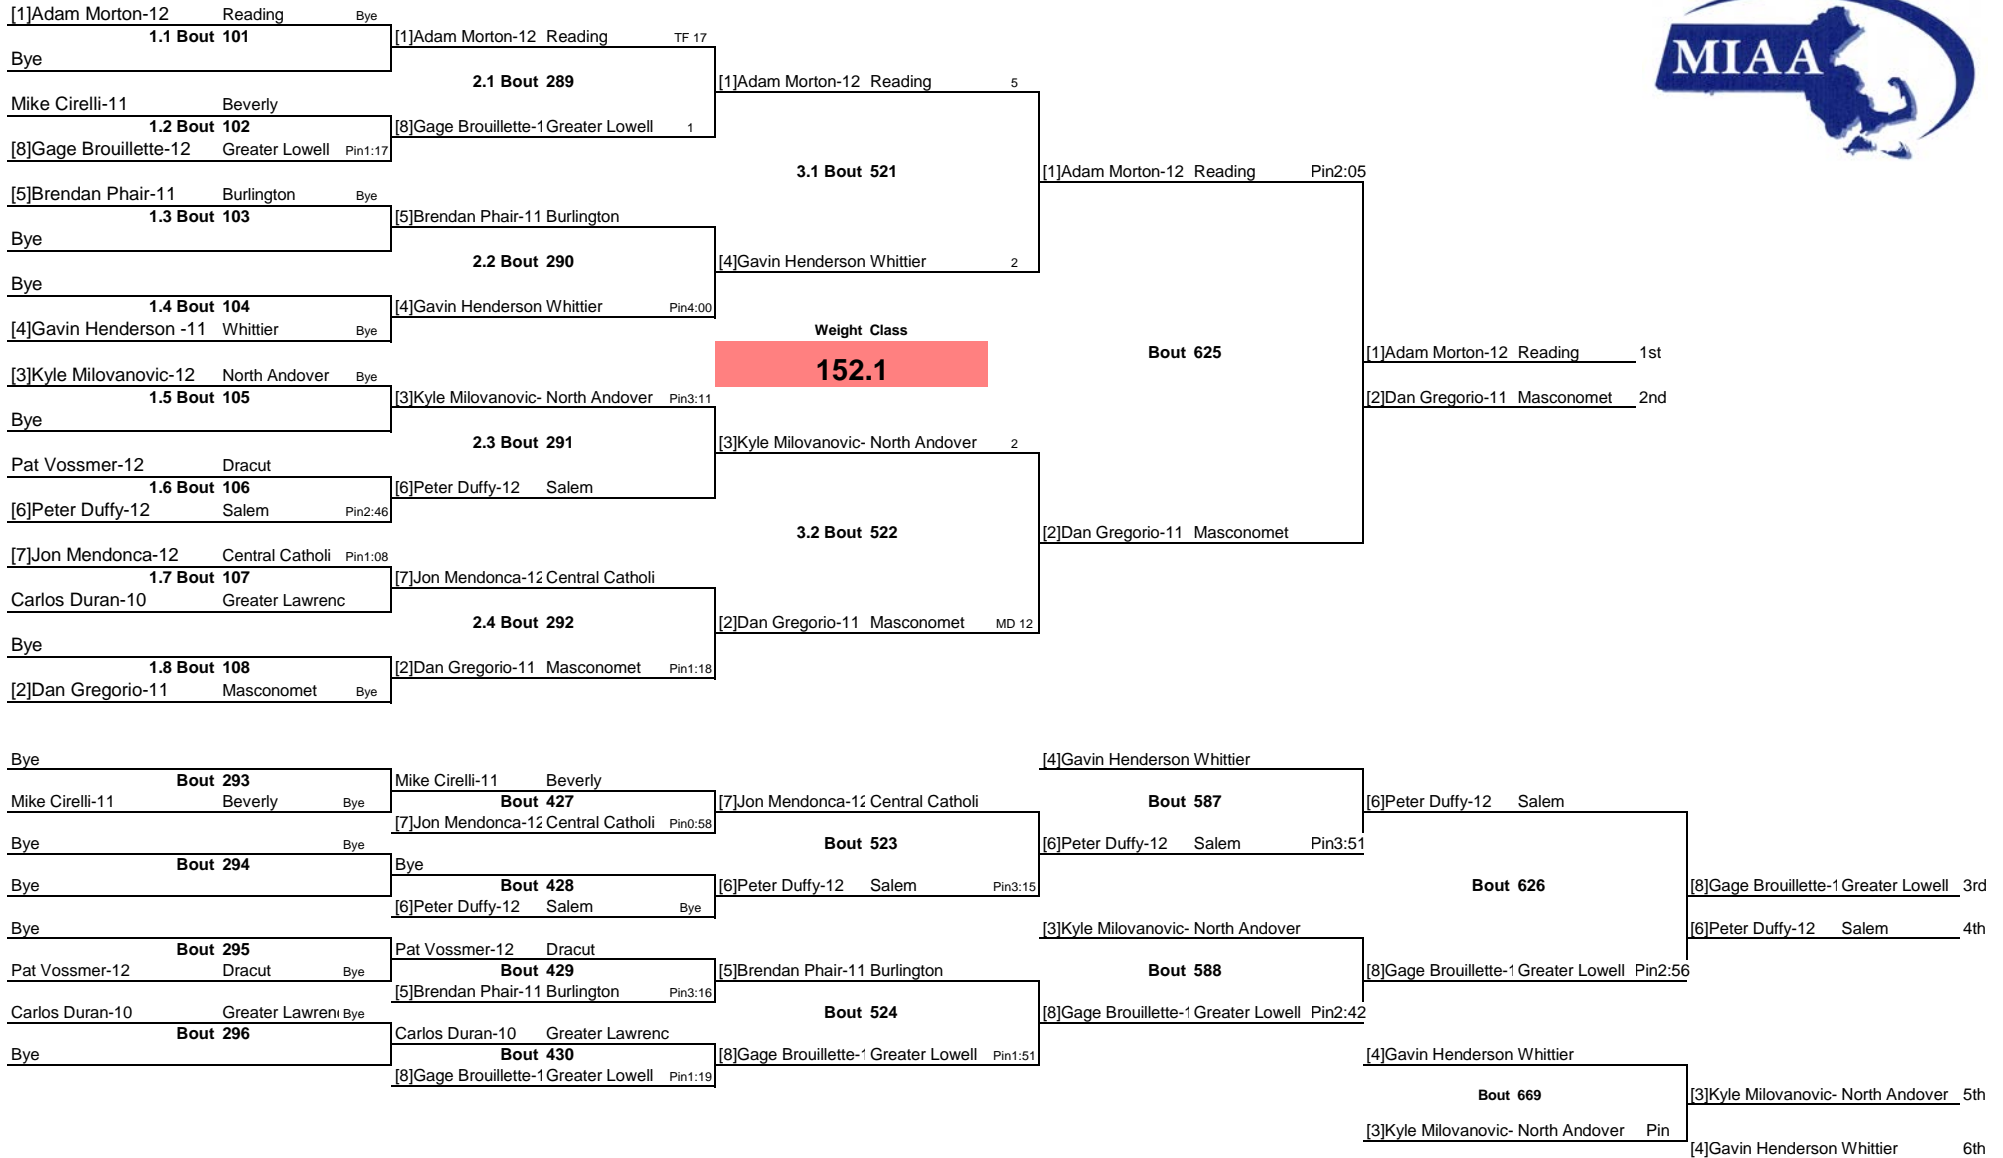 [1]Adam Morton-12 Reading Bye
1.1 Bout 101
Bye
Mike Cirelli-11 Beverly
1.2 Bout 102
[8]Gage Brouillette-12 Greater Lowell Pin1:17
[5]Brendan Phair-11 Burlington Bye
1.3 Bout 103
Bye
Bye
1.4 Bout 104
[4]Gavin Henderson -11 Whittier Bye
[3]Kyle Milovanovic-12 North Andover Bye
1.5 Bout 105
Bye
Pat Vossmer-12 Dracut
1.6 Bout 106
[6]Peter Duffy-12 Salem Pin2:46
[7]Jon Mendonca-12 Central Catholi Pin1:08
1.7 Bout 107
Carlos Duran-10 Greater Lawrenc
Bye
1.8 Bout 108
[2]Dan Gregorio-11 Masconomet Bye
[1]Adam Morton-12 Reading TF 17
2.1 Bout 289
[8]Gage Brouillette-1 Greater Lowell 1
[5]Brendan Phair-11 Burlington
2.2 Bout 290
[4]Gavin Henderson Whittier Pin4:00
[3]Kyle Milovanovic- North Andover Pin3:11
2.3 Bout 291
[6]Peter Duffy-12 Salem
[7]Jon Mendonca-12 Central Catholi
2.4 Bout 292
[2]Dan Gregorio-11 Masconomet Pin1:18
[1]Adam Morton-12 Reading 5
3.1 Bout 521
[4]Gavin Henderson Whittier 2
Weight Class
152.1
[3]Kyle Milovanovic- North Andover 2
3.2 Bout 522
[2]Dan Gregorio-11 Masconomet MD 12
[1]Adam Morton-12 Reading Pin2:05
Bout 625
[2]Dan Gregorio-11 Masconomet
[1]Adam Morton-12 Reading 1st
[2]Dan Gregorio-11 Masconomet 2nd
MIAA
Bye
Bout 293
Mike Cirelli-11 Beverly Bye
Bye Bye
Bout 294
Bye
Bye
Bout 295
Pat Vossmer-12 Dracut Bye
Carlos Duran-10 Greater Lawren Bye
Bout 296
Bye
Mike Cirelli-11 Beverly
Bout 427
[7]Jon Mendonca-12 Central Catholi Pin0:58
Bye
Bout 428
[6]Peter Duffy-12 Salem Bye
Pat Vossmer-12 Dracut
Bout 429
[5]Brendan Phair-11 Burlington Pin3:16
Carlos Duran-10 Greater Lawrenc
Bout 430
[8]Gage Brouillette-1 Greater Lowell Pin1:19
[7]Jon Mendonca-12 Central Catholi
Bout 523
[6]Peter Duffy-12 Salem Pin3:15
[5]Brendan Phair-11 Burlington
Bout 524
[8]Gage Brouillette-1 Greater Lowell Pin1:51
[4]Gavin Henderson Whittier
Bout 587
[6]Peter Duffy-12 Salem Pin3:51
[3]Kyle Milovanovic- North Andover
Bout 588
[8]Gage Brouillette-1 Greater Lowell Pin2:42
[6]Peter Duffy-12 Salem
Bout 626
[8]Gage Brouillette-1 Greater Lowell Pin2:56
[8]Gage Brouillette-1 Greater Lowell 3rd
[6]Peter Duffy-12 Salem 4th
[4]Gavin Henderson Whittier
Bout 669
[3]Kyle Milovanovic- North Andover Pin
[3]Kyle Milovanovic- North Andover 5th
[4]Gavin Henderson Whittier 6th